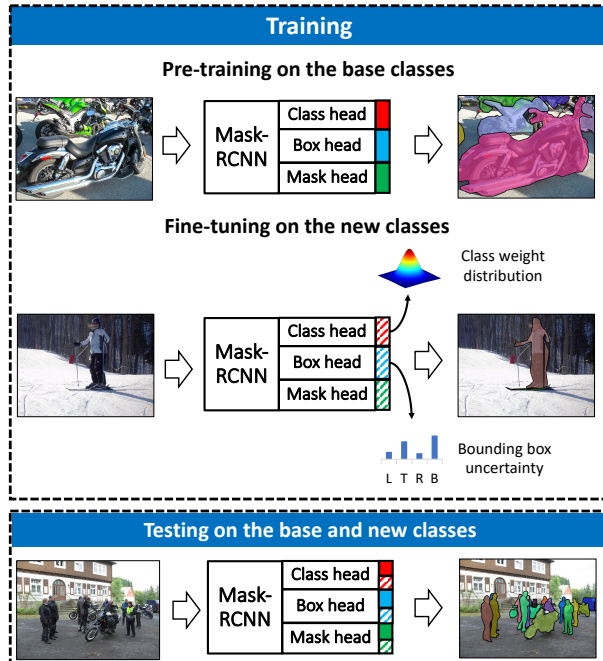 Training
Pre-training on the base classes
Mask-
RCNN
Class head
Box head
Mask head
Fine-tuning on the new classes
Class weight
distribution
Mask-
RCNN
Class head
Box head
Mask head
L T R B
Bounding box
uncertainty
Testing on the base and new classes
Mask-
RCNN
Class head
Box head
Mask head